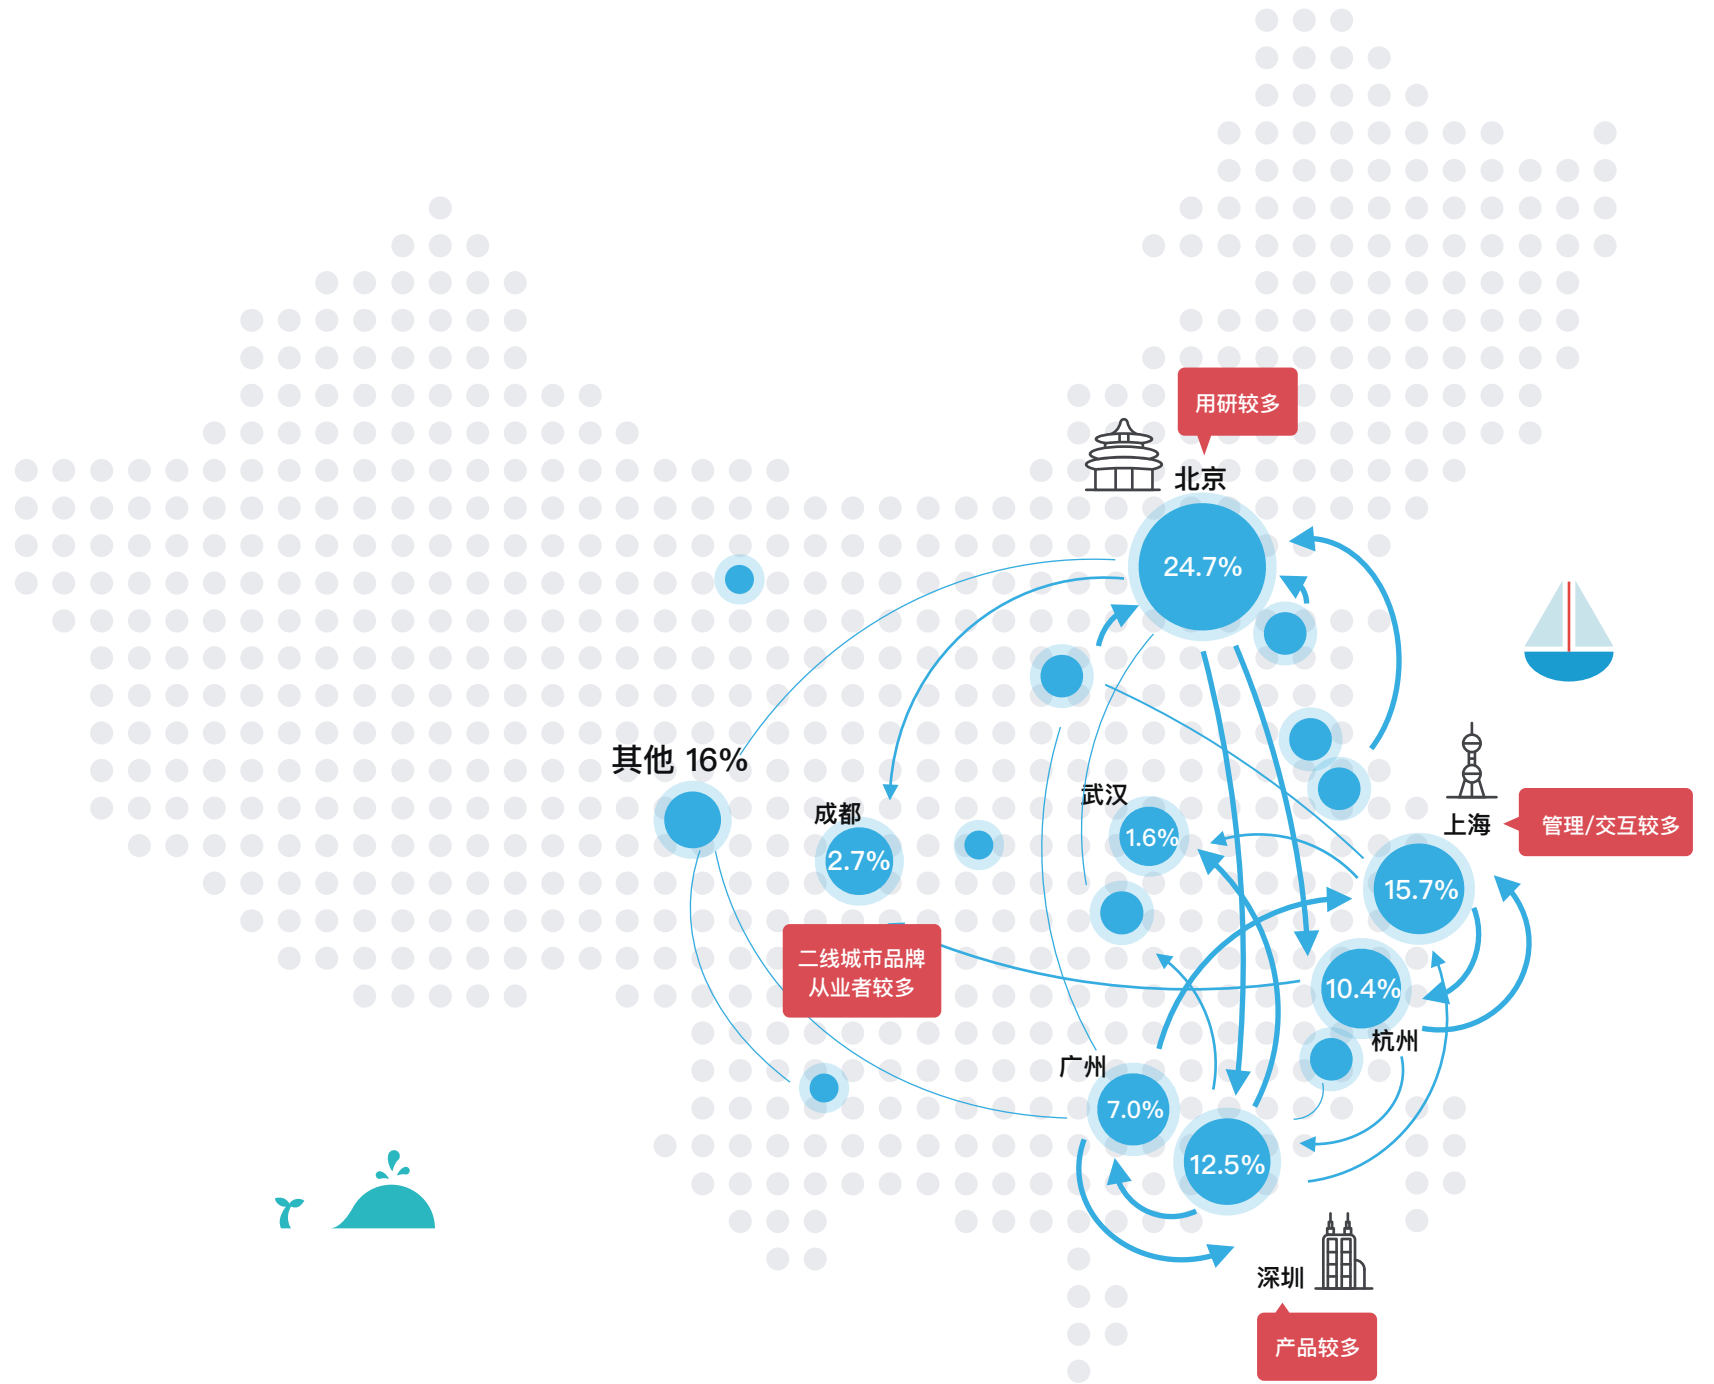 用研较多
北京
24.7%
其他 16%
成都
2.7%
武汉
1.6%
上海
管理/交互较多
15.7%
二线城市品牌
从业者较多
10.4%
杭州
广州
7.0%
12.5%
深圳
产品较多